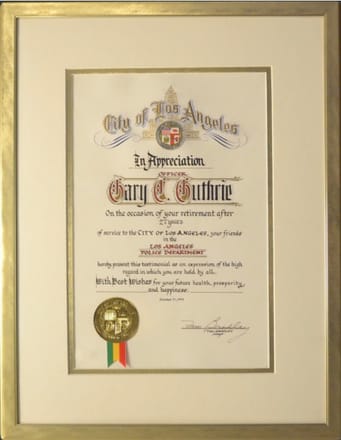 City of Los Angeles
In Appreciation
OFFICER
Gary C. Guthrie
On the occasion of your retirement after
27 years
of service to the CITY OF LOS ANGELES, your friends
in the
LOS ANGELES
POLICE DEPARTMENT
hereby present this testimonial as an expression of the high
regard in which you are held by all.
With Best Wishes for your future health, prosperity
and happiness.
October